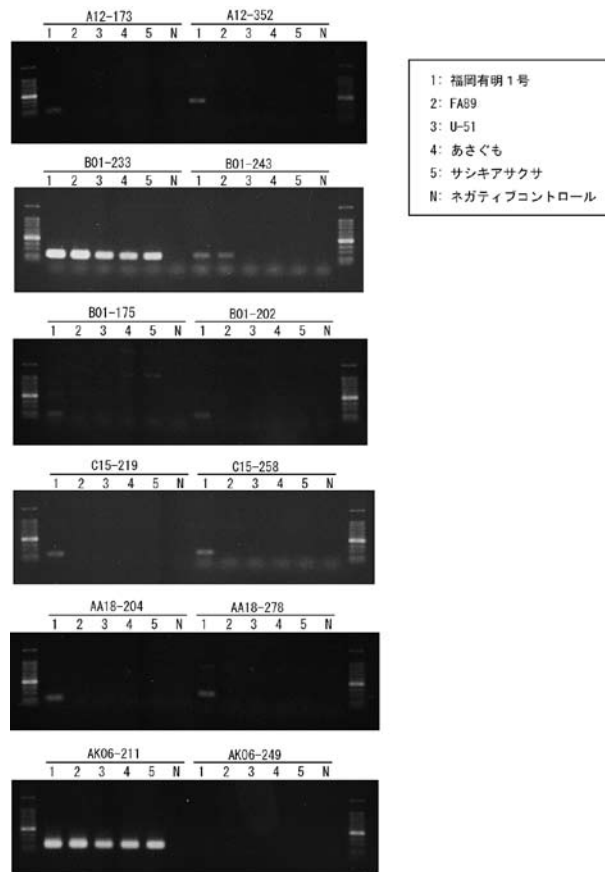 A12-173 A12-352
1 2 3 4 5 N 1 2 3 4 5 N
B01-233 B01-243
1 2 3 4 5 N 1 2 3 4 5 N
B01-175 B01-202
1 2 3 4 5 N 1 2 3 4 5 N
C15-219 C15-258
1 2 3 4 5 N 1 2 3 4 5 N
AA18-204 AA18-278
1 2 3 4 5 N 1 2 3 4 5 N
AK06-211 AK06-249
1 2 3 4 5 N 1 2 3 4 5 N
1: 福岡有明1号
2: FA89
3: U-51
4: あさぐも
5: サシキアサクサ
N: ネガティブコントロール